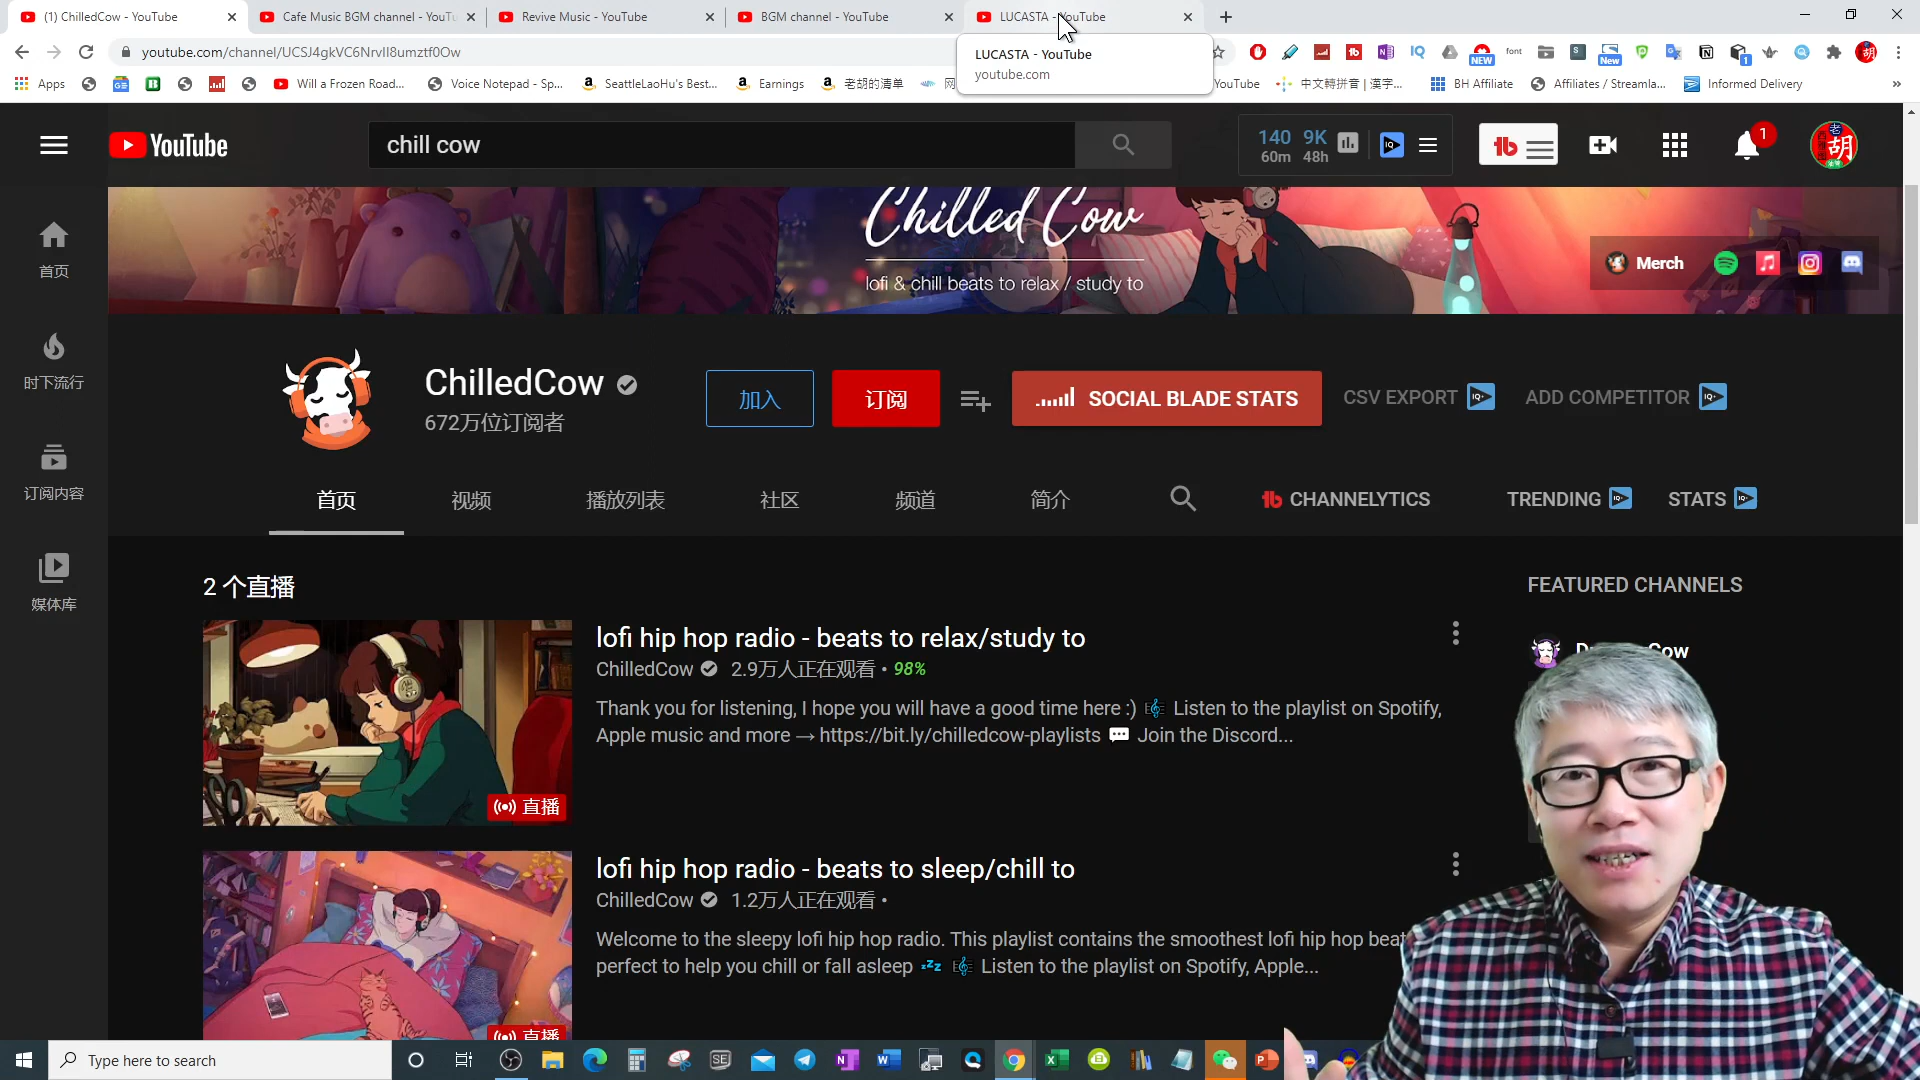 (1) ChilledCow - YouTube
Cafe Music BGM channel - YouTu
Revive Music - YouTube
BGM channel - YouTube
LUCASTA - YouTube
youtube.com/channel/UCSJ4gkVC6NrvII8umztf0Ow
LUCASTA - YouTube
youtube.com
font
NEW
New
Apps
Will a Frozen Road...
Voice Notepad - Sp...
SeattleLaoHu's Best...
Earnings
老胡的清单
网
YouTube
中文轉拼音 | 漢字...
BH Affiliate
Affiliates / Streamla...
Informed Delivery
YouTube
chill cow
140 9K
60m 48h
1
老胡
首页
时下流行
订阅内容
媒体库
Chilled Cow
lofi & chill beats to relax / study to
Merch
ChilledCow
672万位订阅者
加入
订阅
SOCIAL BLADE STATS
CSV EXPORT
ADD COMPETITOR
首页
视频
播放列表
社区
频道
简介
CHANNELYTICS
TRENDING
STATS
2 个直播
FEATURED CHANNELS
lofi hip hop radio - beats to relax/study to
ChilledCow 2.9万人正在观看 • 98%
Thank you for listening, I hope you will have a good time here :) Listen to the playlist on Spotify,
Apple music and more → https://bit.ly/chilledcow-playlists Join the Discord...
直播
Cow
lofi hip hop radio - beats to sleep/chill to
ChilledCow 1.2万人正在观看 •
Welcome to the sleepy lofi hip hop radio. This playlist contains the smoothest lofi hip hop beat
perfect to help you chill or fall asleep Listen to the playlist on Spotify, Apple...
直播
Type here to search